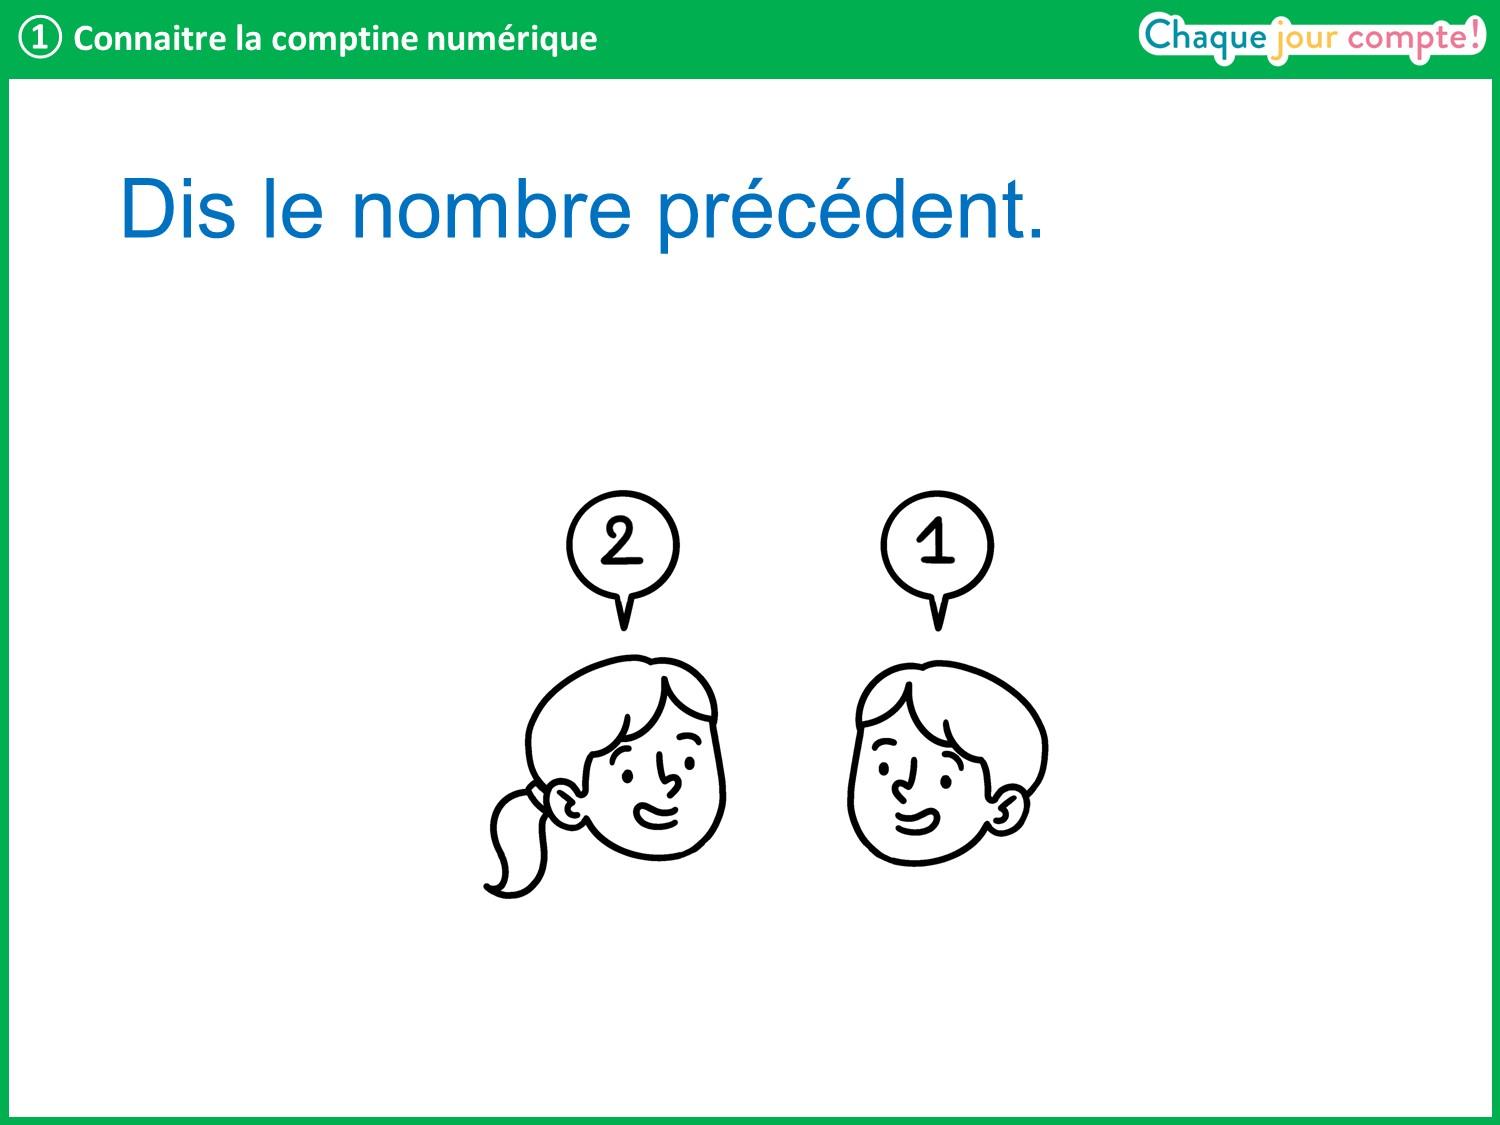 ① Connaitre la comptine numérique
Chaque jour compte!
Dis le nombre précédent.
2 1